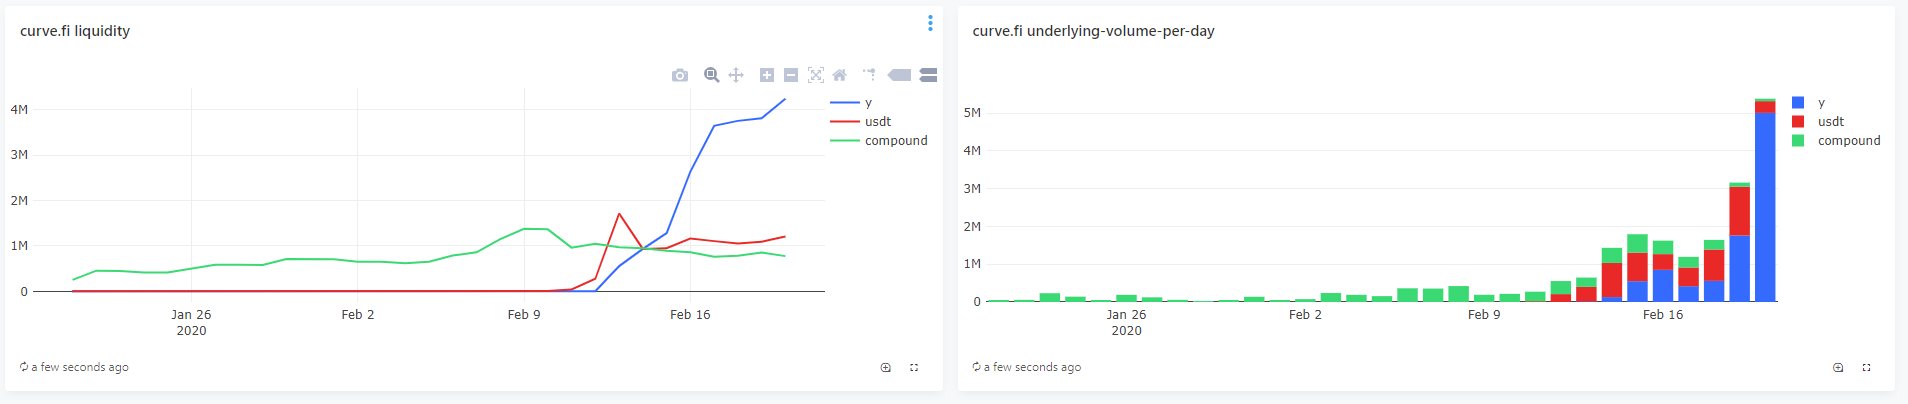 curve.fi liquidity
4M
3M
2M
1M
0
Jan 26
2020
Feb 2
Feb 9
Feb 16
y
usdt
compound
a few seconds ago
curve.fi underlying-volume-per-day
5M
4M
3M
2M
1M
0
Jan 26
2020
Feb 2
Feb 9
Feb 16
y
usdt
compound
a few seconds ago